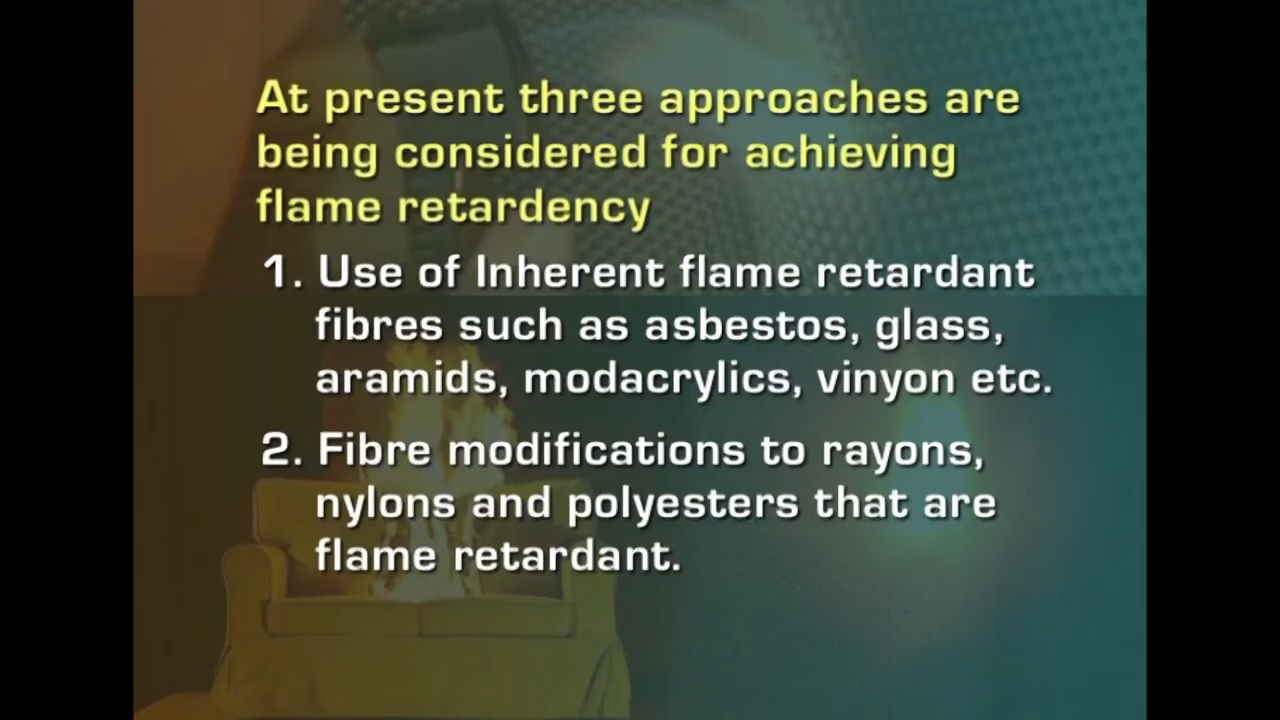 At present three approaches are
being considered for achieving
flame retardency
1. Use of Inherent flame retardant
fibres such as asbestos, glass,
aramids, modacrylics, vinyon etc.
2. Fibre modifications to rayons,
nylons and polyesters that are
flame retardant.